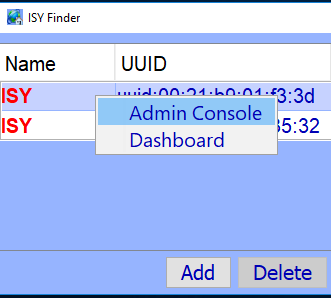 ISY Finder
Name UUID
ISY uuid:00:21:b9:01:f3:3d
Admin Console
ISY 35:32
Dashboard
Add Delete